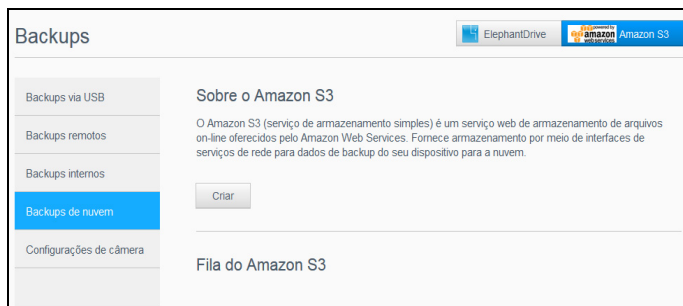 Backups
ElephantDrive
powered by
amazon
webservices
Amazon S3
Backups via USB
Backups remotos
Backups internos
Backups de nuvem
Configurações de câmera
Sobre o Amazon S3
O Amazon S3 (serviço de armazenamento simples) é um serviço web de armazenamento de arquivos
on-line oferecidos pelo Amazon Web Services. Fornece armazenamento por meio de interfaces de
serviços de rede para dados de backup do seu dispositivo para a nuvem.
Criar
Fila do Amazon S3